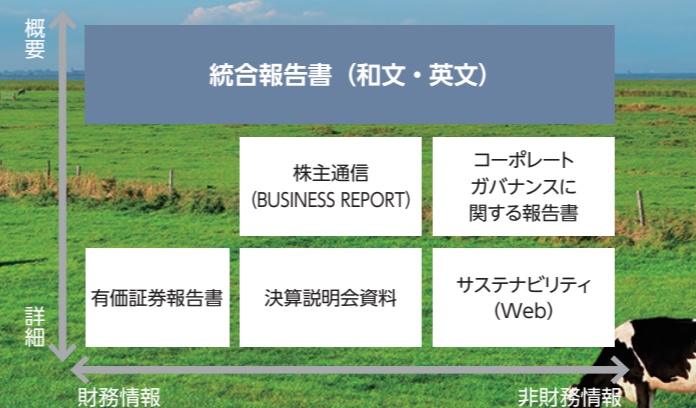 概要
統合報告書（和文・英文）
株主通信
(BUSINESS REPORT)
コーポレート
ガバナンスに
関する報告書
有価証券報告書
決算説明会資料
サステナビリティ
（Web）
詳細
財務情報
非財務情報